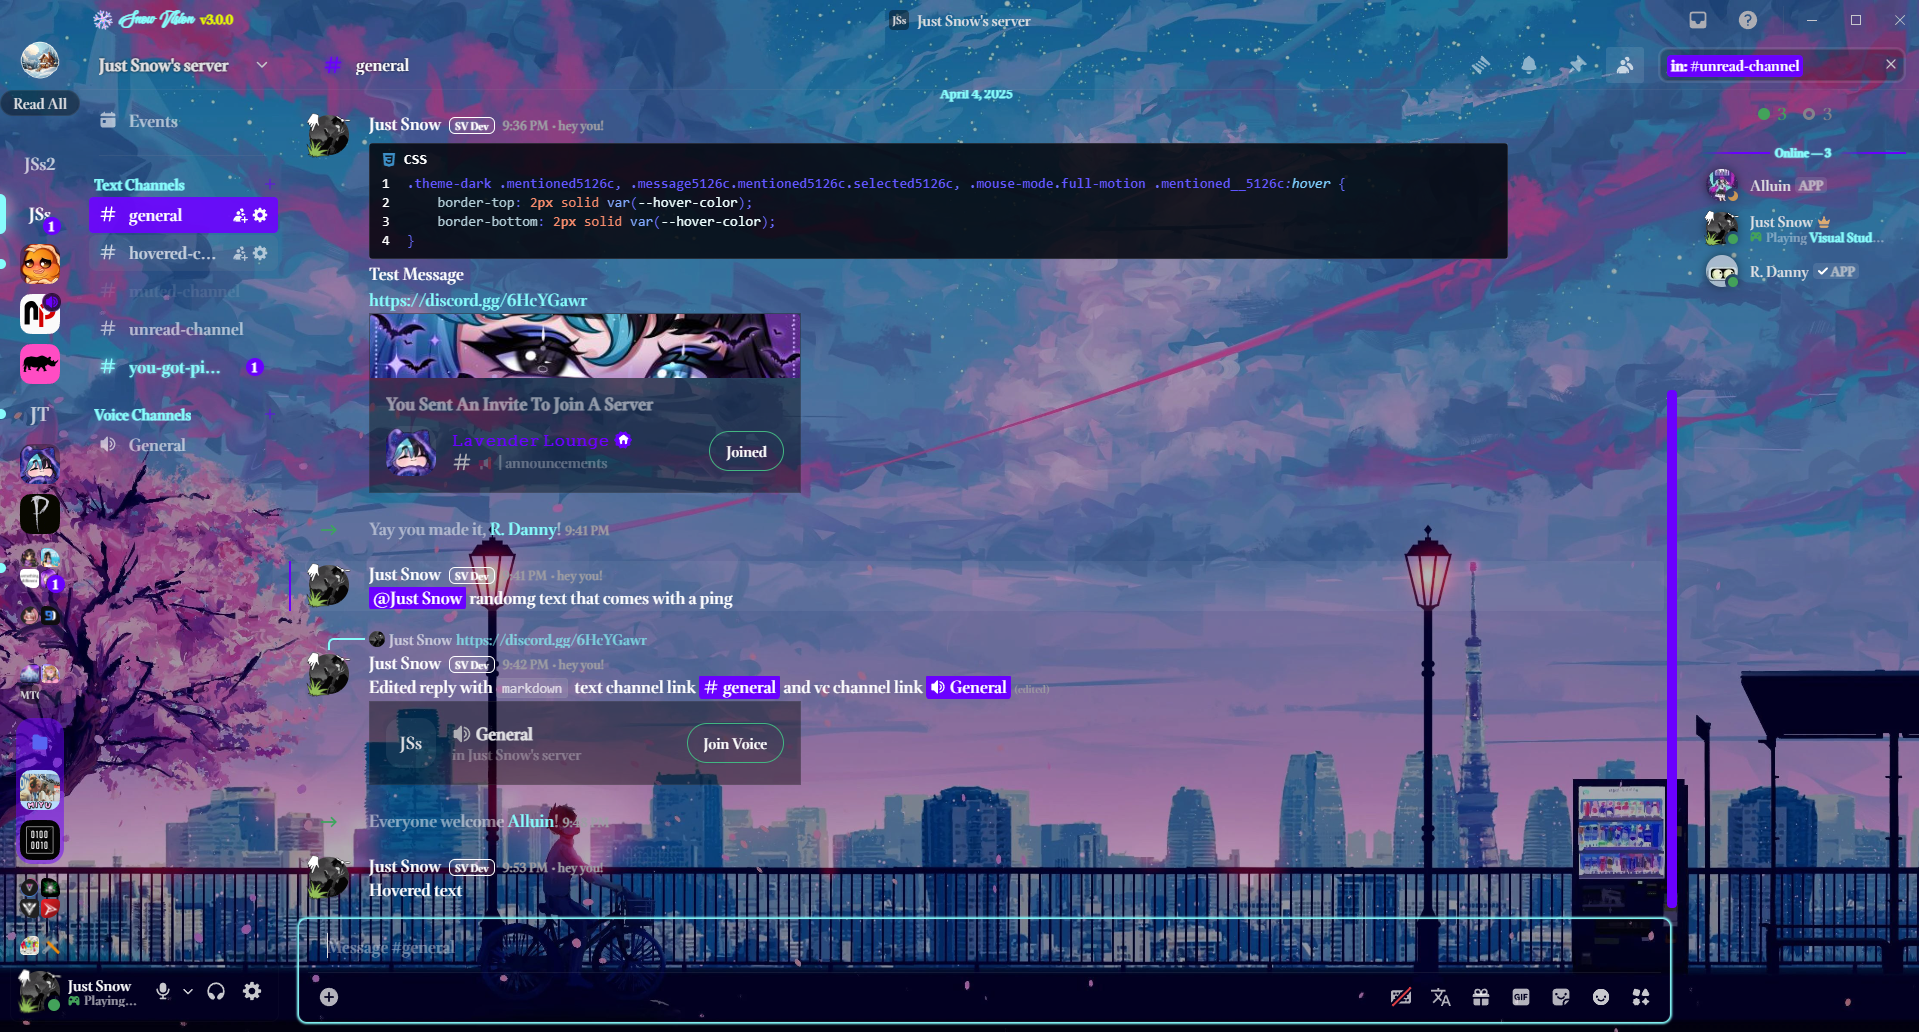 Snow Vision v3.0.0
JSs Just Snow's server
Just Snow's server
Read All
Events
JSs2
Text Channels
JSs
1
general
hovered-c...
muted-channel
unread-channel
you-got-pi...
1
JT
Voice Channels
General
1
MIYU
0100
0010
Just Snow
Playing...
general
April 4, 2025
Just Snow SV Dev 9:36 PM • hey you!
CSS
1 .theme-dark .mentioned5126c, .message5126c.mentioned5126c.selected5126c, .mouse-mode.full-motion .mentioned__5126c:hover {
2 border-top: 2px solid var(--hover-color);
3 border-bottom: 2px solid var(--hover-color);
4 }
Test Message
https://discord.gg/6HcYGawr
You Sent An Invite To Join A Server
Lavender Lounge
| announcements
Joined
Yay you made it, R. Danny! 9:41 PM
Just Snow SV Dev 9:41 PM • hey you!
@Just Snow randomg text that comes with a ping
Just Snow https://discord.gg/6HcYGawr
Just Snow SV Dev 9:42 PM • hey you!
Edited reply with markdown text channel link # general and vc channel link General (edited)
JSs
General
in Just Snow's server
Join Voice
Everyone welcome Alluin!
Just Snow SV Dev 9:53 PM • hey you!
Hovered text
Message #general
GIF
in: #unread-channel
3 3
Online — 3
Alluin APP
Just Snow
Playing Visual Stud...
R. Danny APP